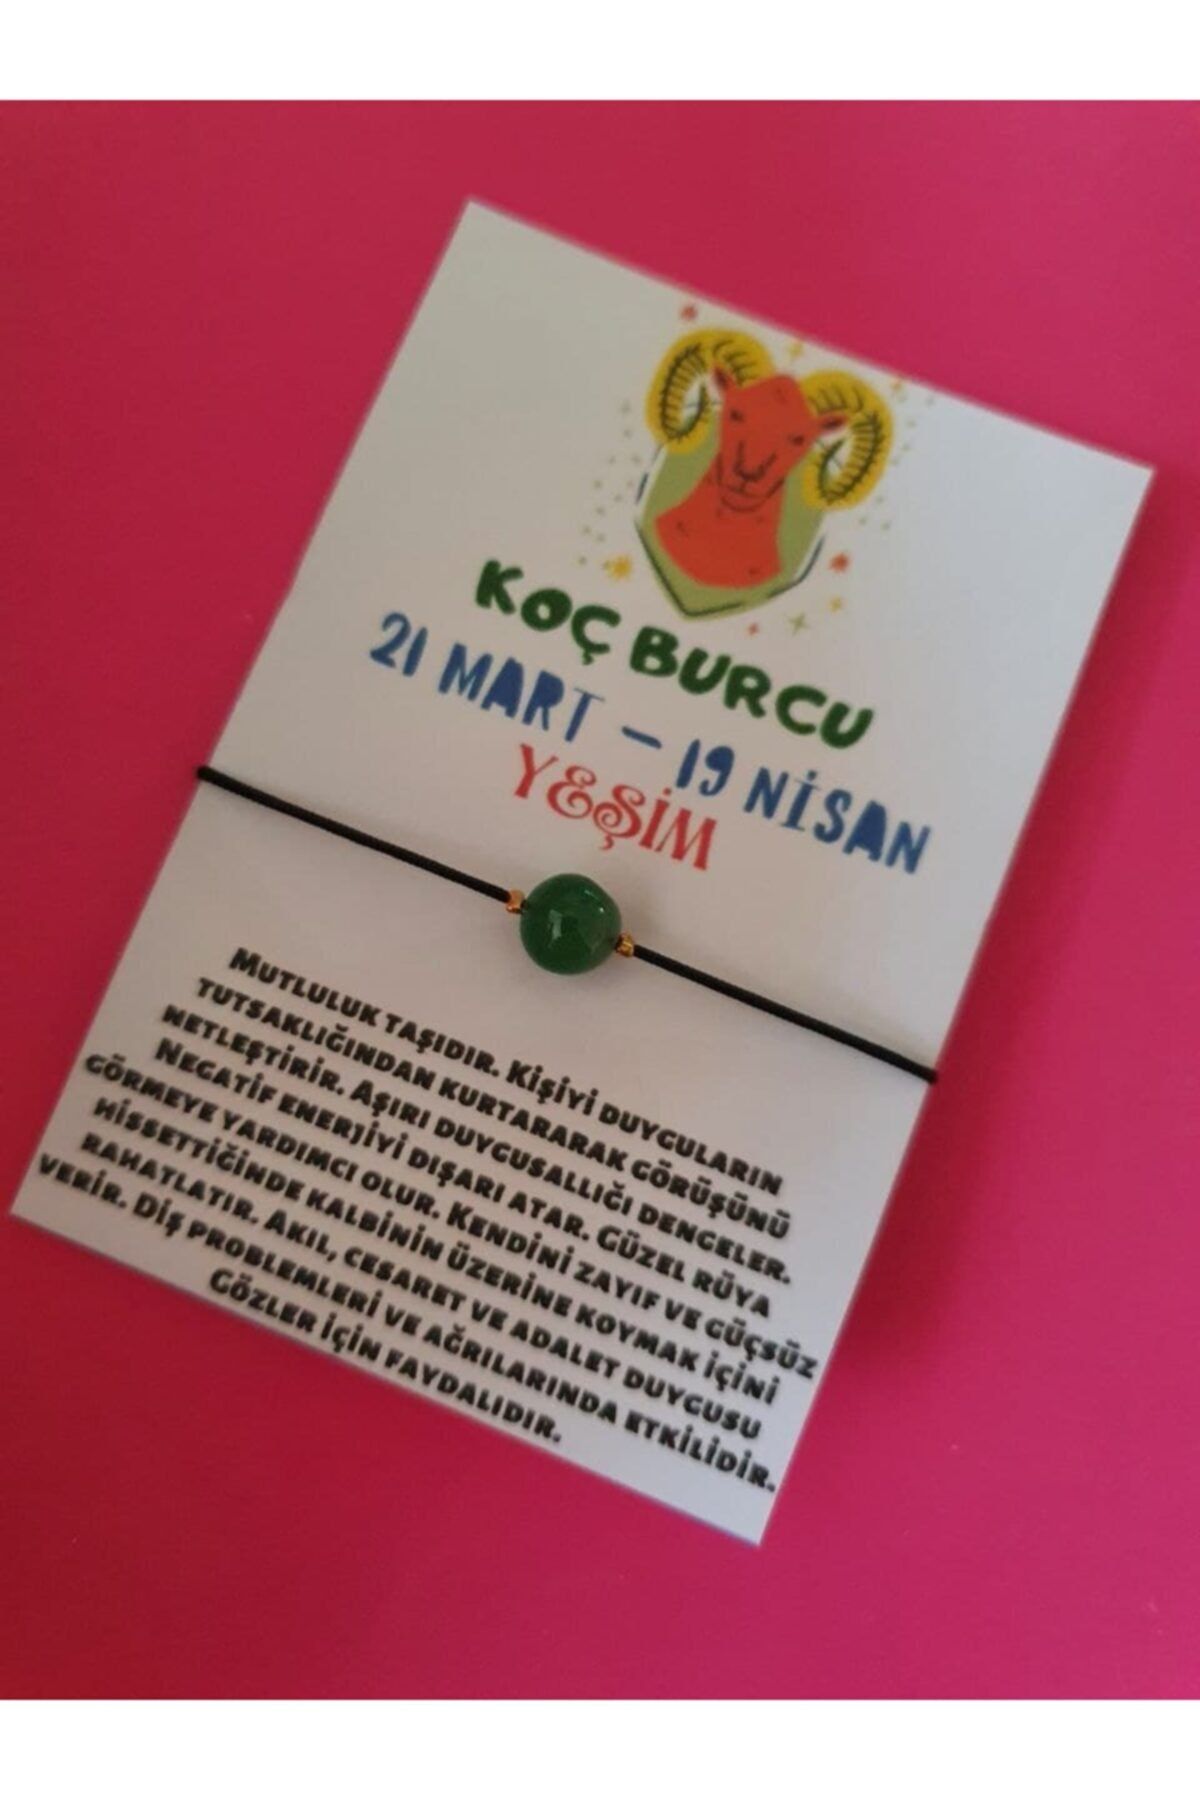 KOÇ BURCU
21 MART – 19 NİSAN
YEŞİM
MUTLULUK TAŞIDIR. KİŞİYİ DUYGULARIN
TUTSAKLIĞINDAN KURTARARAK GÖRÜŞÜNÜ
NETLEŞTİRİR. AŞIRI DUYGUSALLIĞI DENGELER.
NEGATİF ENERJİYİ DIŞARI ATAR. GÜZEL RÜYA
GÖRMEYE YARDIMCI OLUR. KENDİNİ ZAYIF VE GÜÇSÜZ
HİSSETTİĞİNDE KALBİNİN ÜZERİNE KOYMAK İÇİNİ
RAHATLATIR. AKIL, CESARET VE ADALET DUYGUSU
VERİR. DİŞ PROBLEMLERİ VE AĞRILARINDA ETKİLİDİR.
GÖZLER İÇİN FAYDALIDIR.